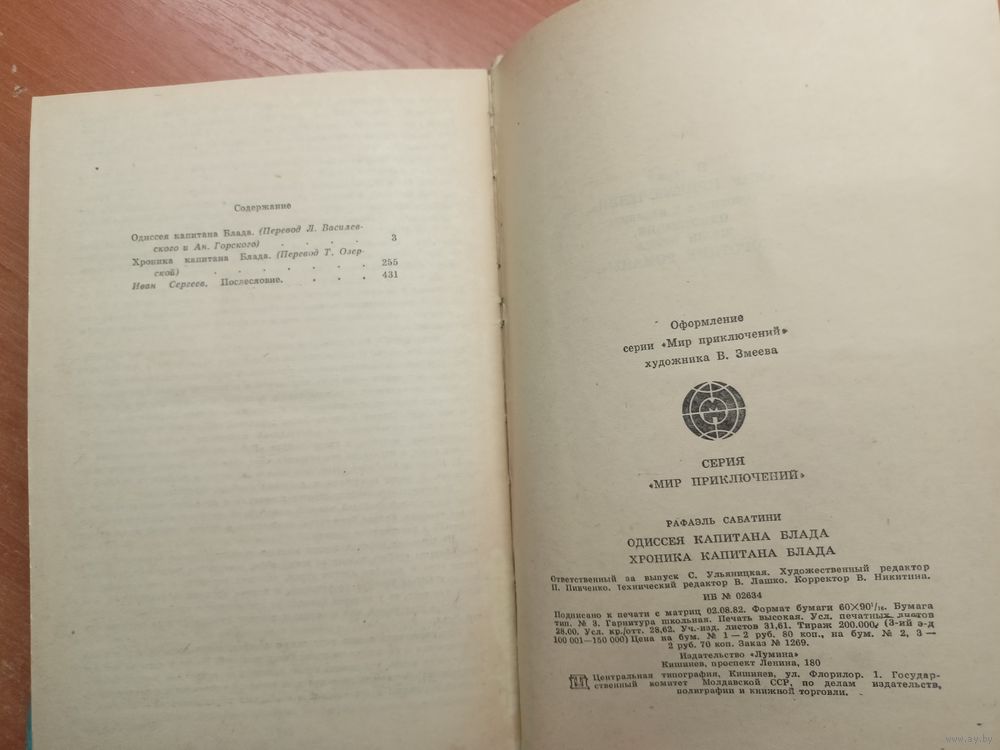 Содержание
Одиссея капитана Блада. (Перевод Л. Василев-
ского и Ан. Горского) . . . . 3
Хроника капитана Блада. (Перевод Т. Озер-
ской) . . . . . . . . 255
Иван Сергеев. Послесловие. . . . . 431
Оформление
серии «Мир приключений»
художника В. Змеева
СЕРИЯ
«МИР ПРИКЛЮЧЕНИЙ»
РАФАЭЛЬ САБАТИНИ
ОДИССЕЯ КАПИТАНА БЛАДА
ХРОНИКА КАПИТАНА БЛАДА
Ответственный за выпуск С. Ульяницкая. Художественный редактор
П. Пивченко. Технический редактор В. Лашко. Корректор В. Никитина.
ИБ № 02634
Подписано к печати с матриц 02.08.82. Формат бумаги 60×90¹/₁₆. Бумага
тип. № 3. Гарнитура школьная. Печать высокая. Усл. печатных листов
28.00. Усл. кр./отт. 28,62. Уч.-изд. листы 31,61. Тираж 200.000 (3-ий з-д
100 001—150 000) Цена на бум. № 1—2 руб. 80 коп., на бум. № 2, 3—
2 руб. 70 коп. Заказ № 1269.
Издательство «Лумина»
Кишинев, проспект Ленина, 180
Центральная типография, Кишинев, ул. Флорилор. 1. Государ-
ственный комитет Молдавской ССР, по делам издательств,
полиграфии и книжной торговли.
www.ay.by